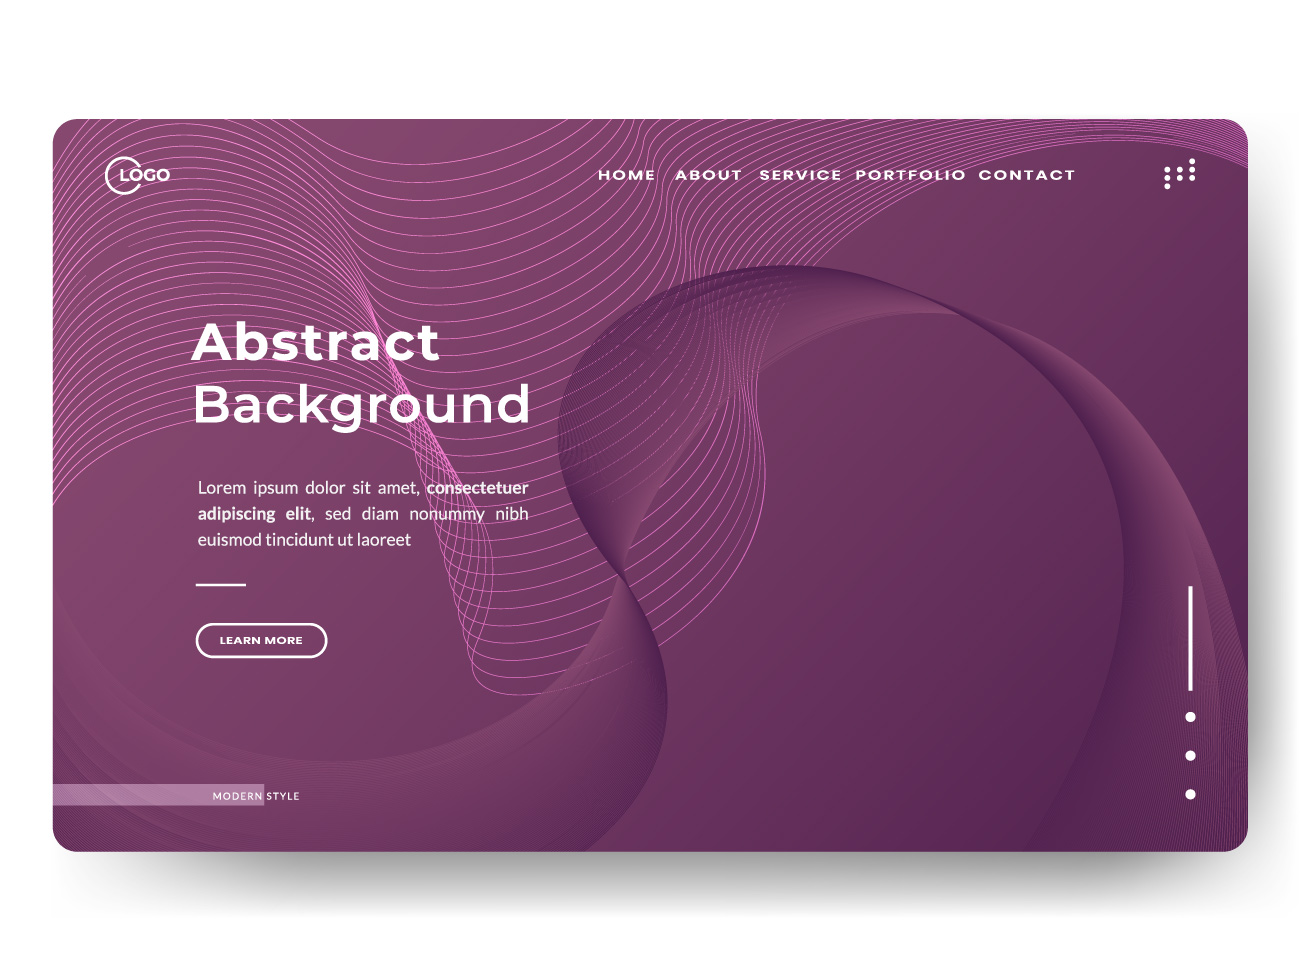 LOGO
HOME ABOUT SERVICE PORTFOLIO CONTACT
Abstract
Background
Lorem ipsum dolor sit amet, consectetuer
adipiscing elit, sed diam nonummy nibh
euismod tincidunt ut laoreet
LEARN MORE
MODERN STYLE